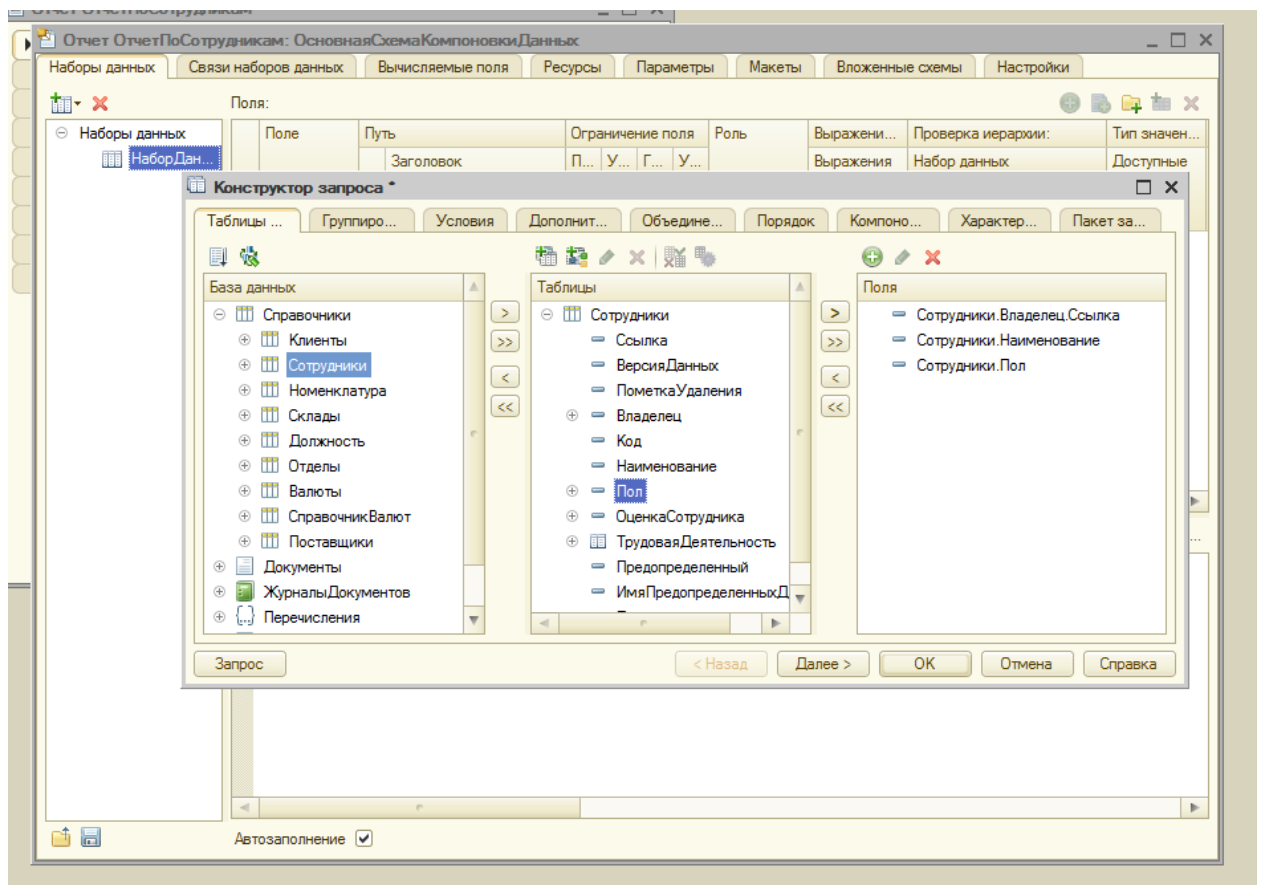 Отчет ОтчетПоСотрудникам
Отчет ОтчетПоСотрудникам: ОсновнаяСхемаКомпоновкиДанных
Наборы данных Связи наборов данных Вычисляемые поля Ресурсы Параметры Макеты Вложенные схемы Настройки
Поля:
Наборы данных
НаборДан...
Поле Путь Ограничение поля Роль Выражени... Проверка иерархии: Тип значен...
Заголовок П... У... Г... У... Выражения Набор данных Доступные
Конструктор запроса *
Таблицы ... Группиро... Условия Дополнит... Объедине... Порядок Компоно... Характер... Пакет за...
База данных
Справочники
Клиенты
Сотрудники
Номенклатура
Склады
Должность
Отделы
Валюты
СправочникВалют
Поставщики
Документы
ЖурналыДокументов
Перечисления
> >> < <<
Таблицы
Сотрудники
Ссылка
ВерсияДанных
ПометкаУдаления
Владелец
Код
Наименование
Пол
ОценкаСотрудника
ТрудоваяДеятельность
Предопределенный
ИмяПредопределенныхД
> >> < <<
Поля
Сотрудники.Владелец.Ссылка
Сотрудники.Наименование
Сотрудники.Пол
Запрос < Назад Далее > OK Отмена Справка
Автозаполнение